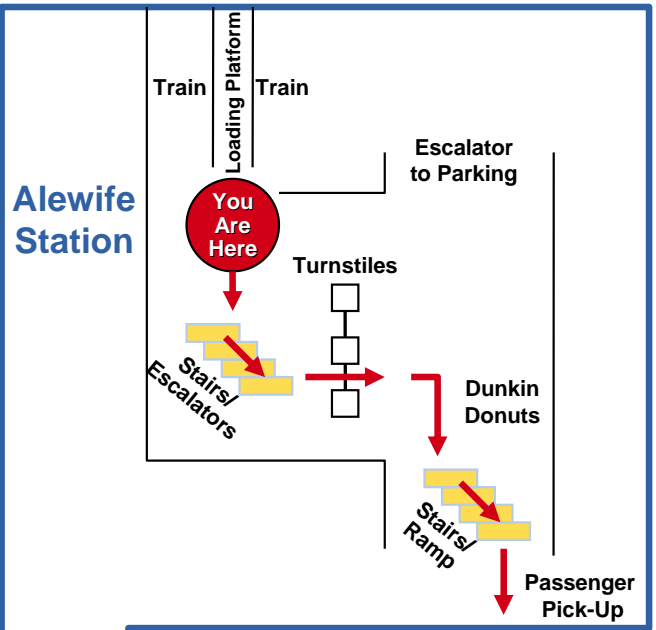 Train
Loading Platform
Train
Escalator
to Parking
Alewife
Station
You
Are
Here
Turnstiles
Stairs/
Escalators
Dunkin
Donuts
Stairs/
Ramp
Passenger
Pick-Up